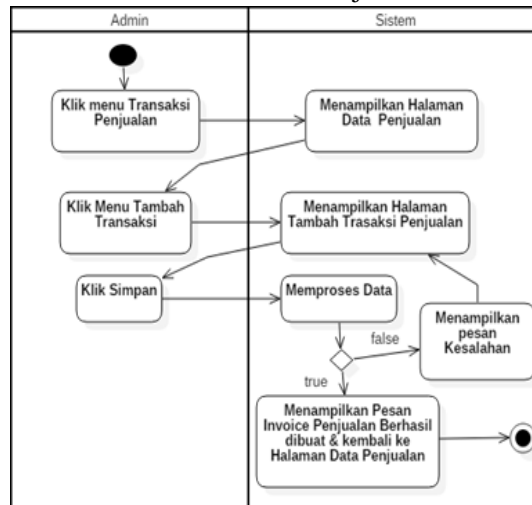 Admin
Sistem
Klik menu Transaksi
Penjualan
Menampilkan Halaman
Data Penjualan
Klik Menu Tambah
Transaksi
Menampilkan Halaman
Tambah Trasaksi Penjualan
Klik Simpan
Memproses Data
Menampilkan
pesan
Kesalahan
false
true
Menampilkan Pesan
Invoice Penjualan Berhasil
dibuat & kembali ke
Halaman Data Penjualan